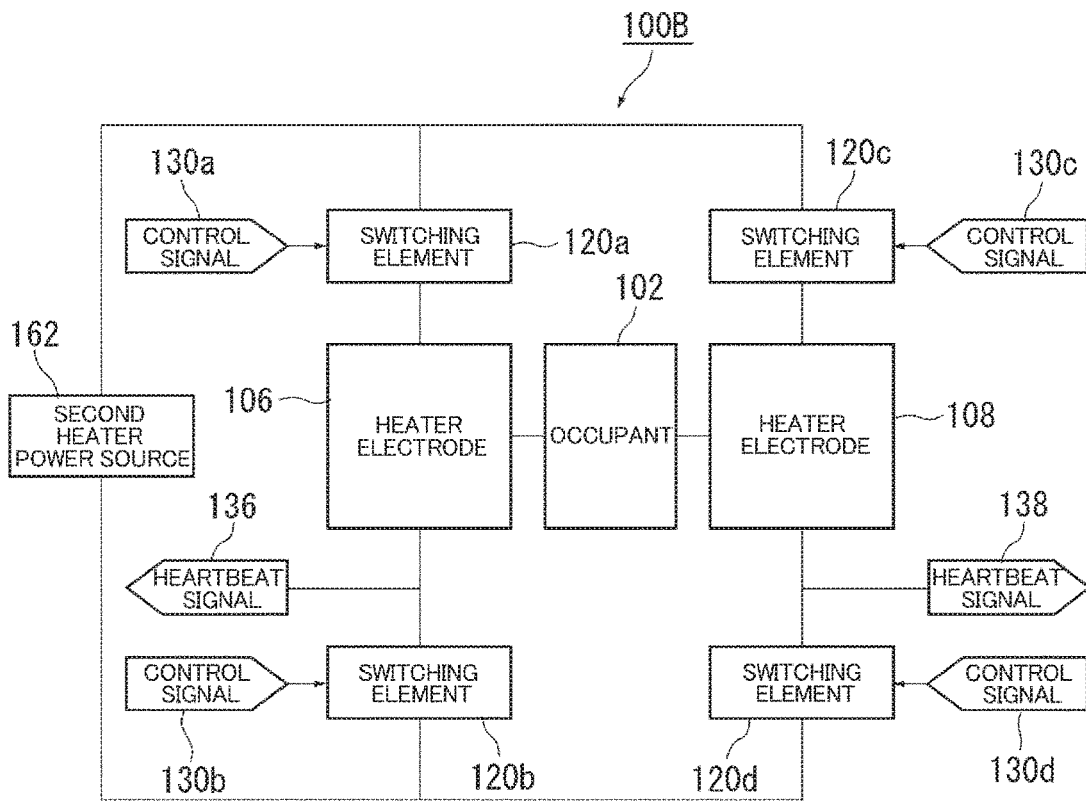 100B
130a
CONTROL
SIGNAL
SWITCHING
ELEMENT
120a
120c
SWITCHING
ELEMENT
130c
CONTROL
SIGNAL
162
SECOND
HEATER
POWER SOURCE
106
HEATER
ELECTRODE
102
OCCUPANT
HEATER
ELECTRODE
108
136
HEARTBEAT
SIGNAL
138
HEARTBEAT
SIGNAL
CONTROL
SIGNAL
130b
SWITCHING
ELEMENT
120b
SWITCHING
ELEMENT
120d
CONTROL
SIGNAL
130d